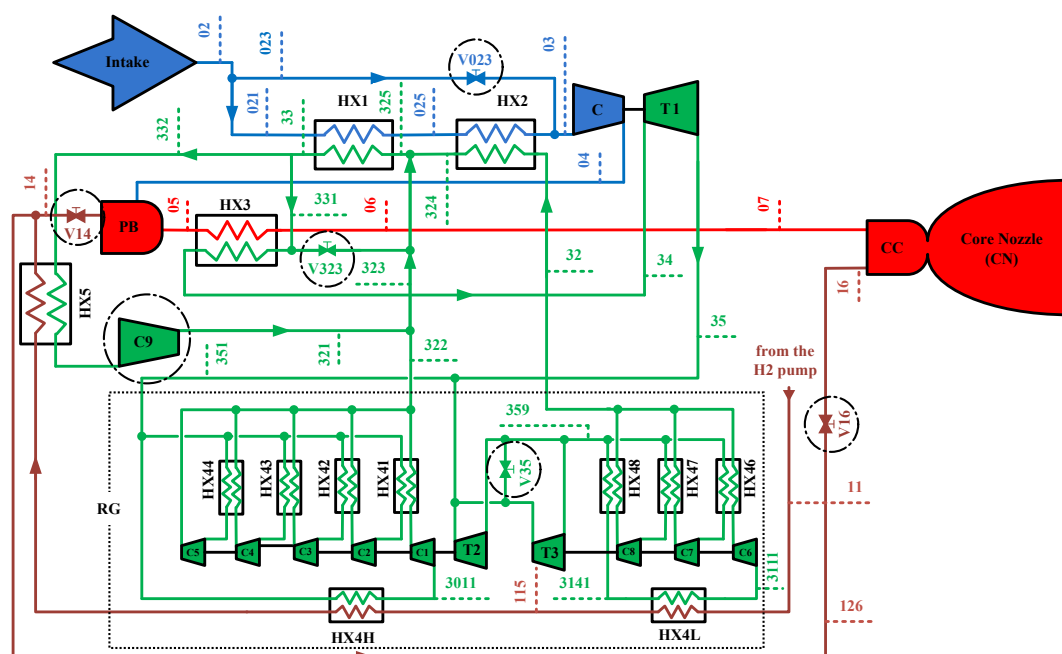 02
023
V023
03
Intake
HX1
325
HX2
C
T1
021
33
025
332
04
14
05
HX3
331
06
324
07
V14
PB
V323
323
32
34
CC
Core Nozzle
(CN)
16
HX5
C9
351
321
322
35
from the
H2 pump
V16
359
HX44
HX43
HX42
HX41
V35
HX48
HX47
HX46
RG
11
C5
C4
C3
C2
C1
T2
T3
C8
C7
C6
3011
115
3141
3111
HX4H
HX4L
126